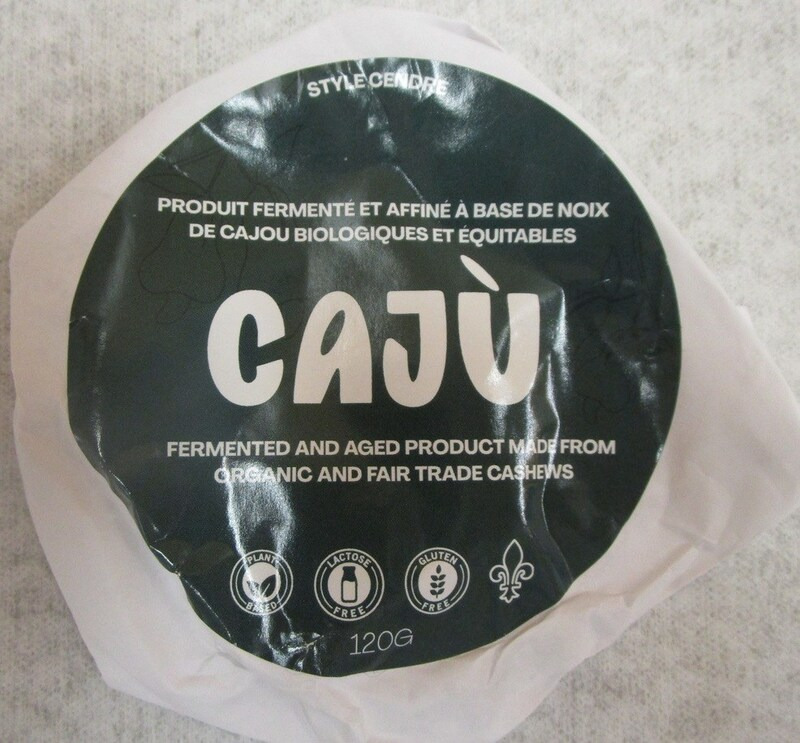 STYLE CENDRE
PRODUIT FERMENTÉ ET AFFINÉ À BASE DE NOIX
DE CAJOU BIOLOGIQUES ET ÉQUITABLES
CAJÙ
FERMENTED AND AGED PRODUCT MADE FROM
ORGANIC AND FAIR TRADE CASHEWS
PLANT
BASED
LACTOSE
FREE
GLUTEN
FREE
120G